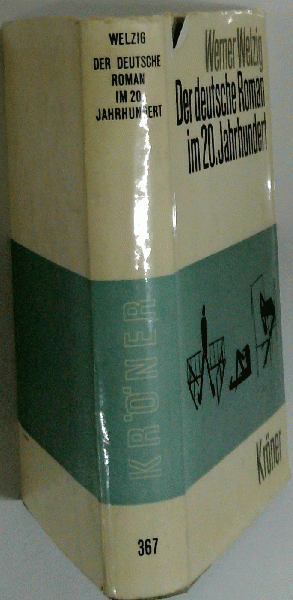 WELZIG
DER DEUTSCHE
ROMAN
IM 20.
JAHRHUNDERT
KRÖNER
367
Werner Welzig
Der deutsche Roman
im 20. Jahrhundert
Kröner